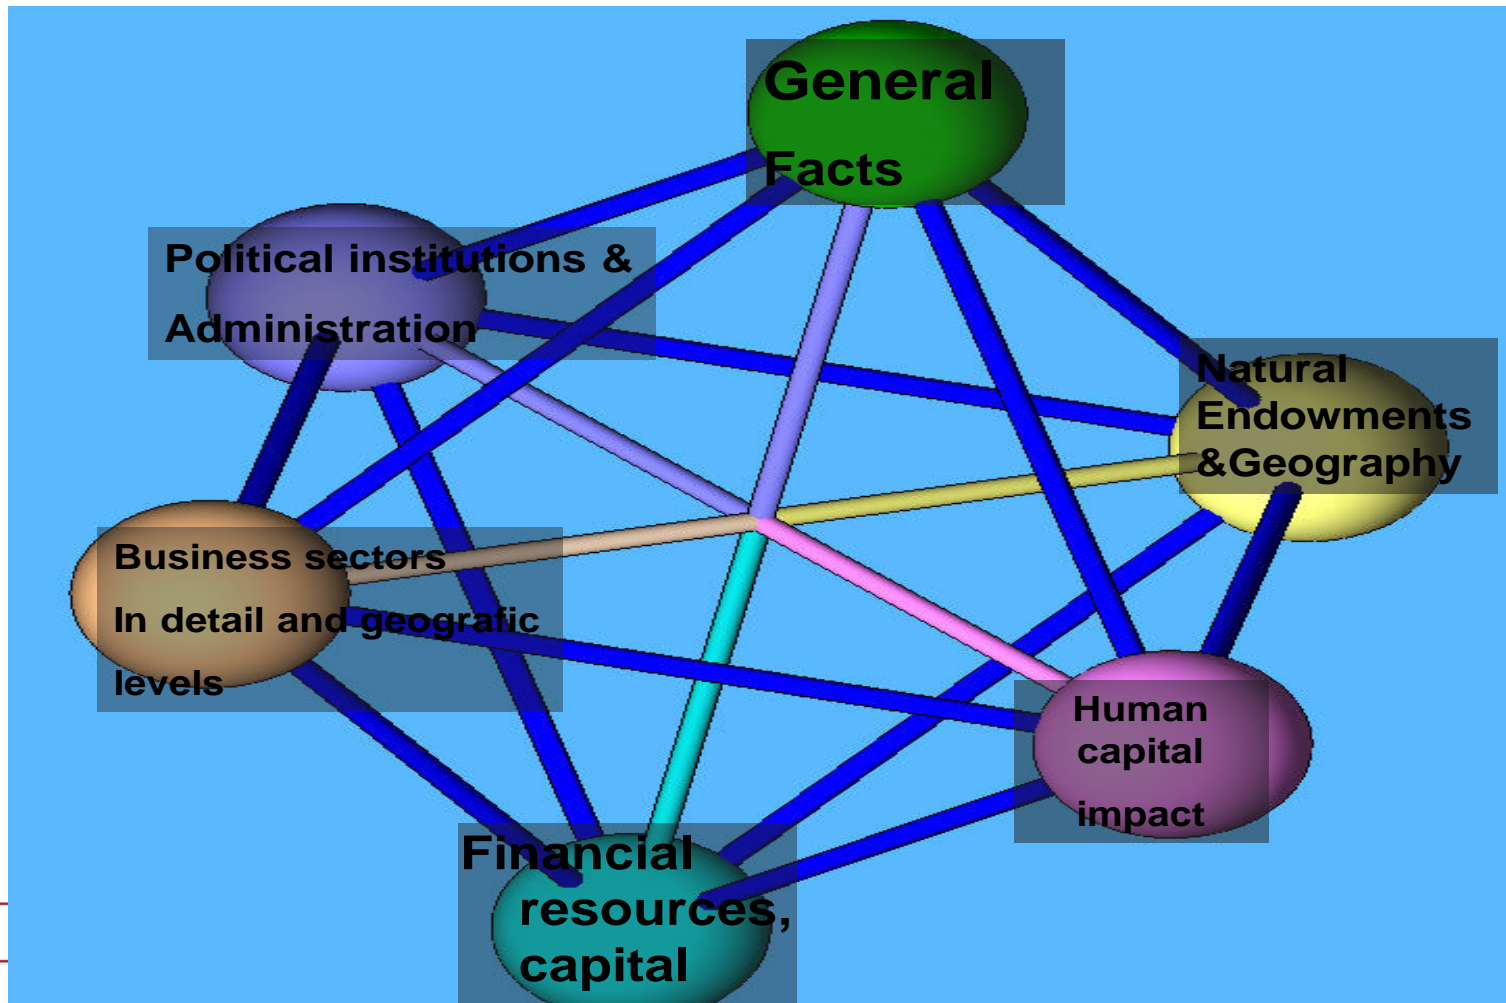 General
Facts
Political institutions &
Administration
Natural
Endowments
&Geography
Business sectors
In detail and geografic
levels
Human
capital
impact
Financial
resources,
capital